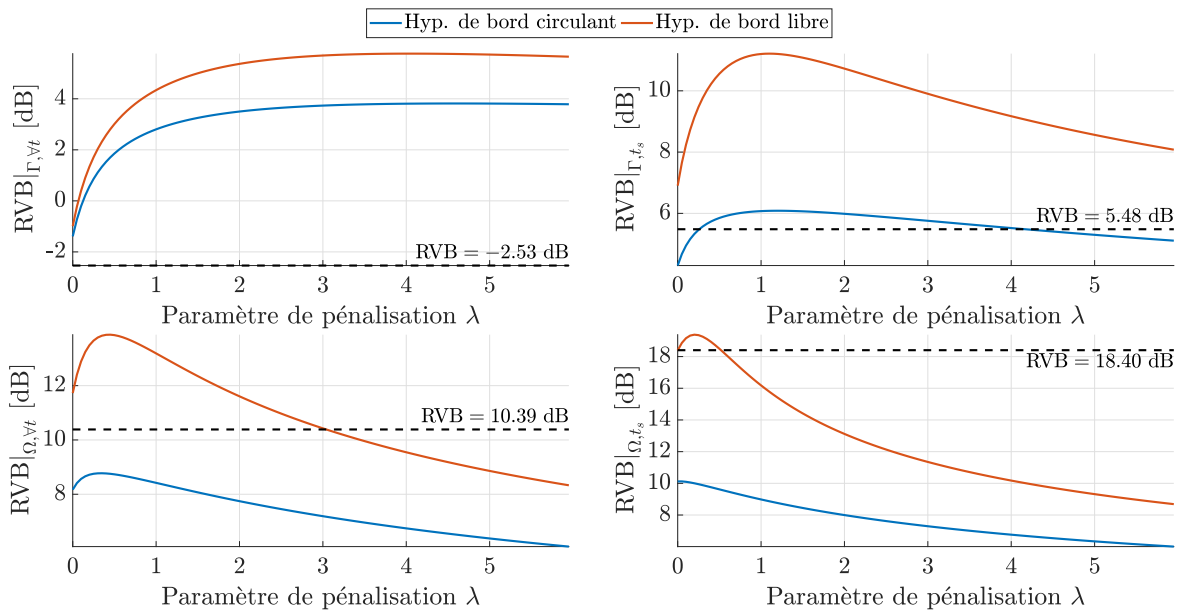 Hyp. de bord circulant Hyp. de bord libre
RVB|Γ,∀t [dB]
4
2
0
-2
RVB = −2.53 dB
0 1 2 3 4 5
Paramètre de pénalisation λ
RVB|Γ,ts [dB]
10
8
6
RVB = 5.48 dB
0 1 2 3 4 5
Paramètre de pénalisation λ
RVB|Ω,∀t [dB]
12
10
8
RVB = 10.39 dB
0 1 2 3 4 5
Paramètre de pénalisation λ
RVB|Ω,ts [dB]
18
16
14
12
10
8
RVB = 18.40 dB
0 1 2 3 4 5
Paramètre de pénalisation λ